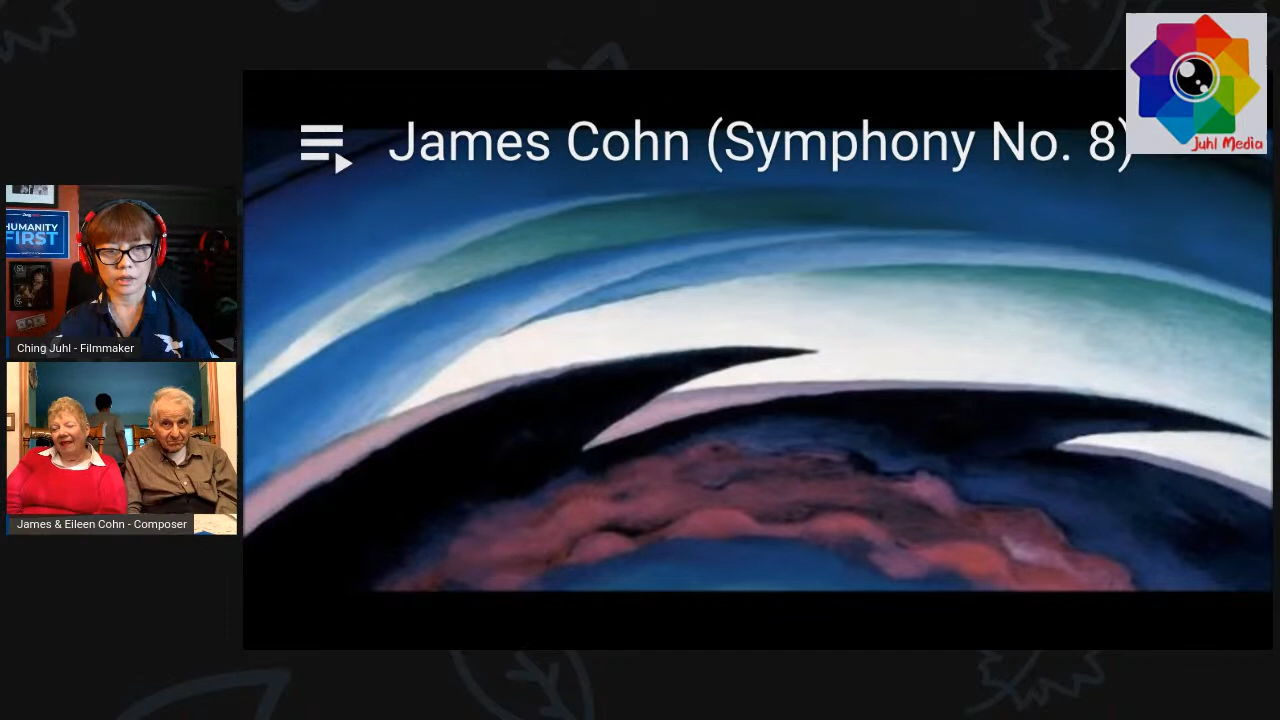 James Cohn (Symphony No. 8)
Juhl Media
HUMANITY
FIRST
Ching Juhl - Filmmaker
James & Eileen Cohn - Composer